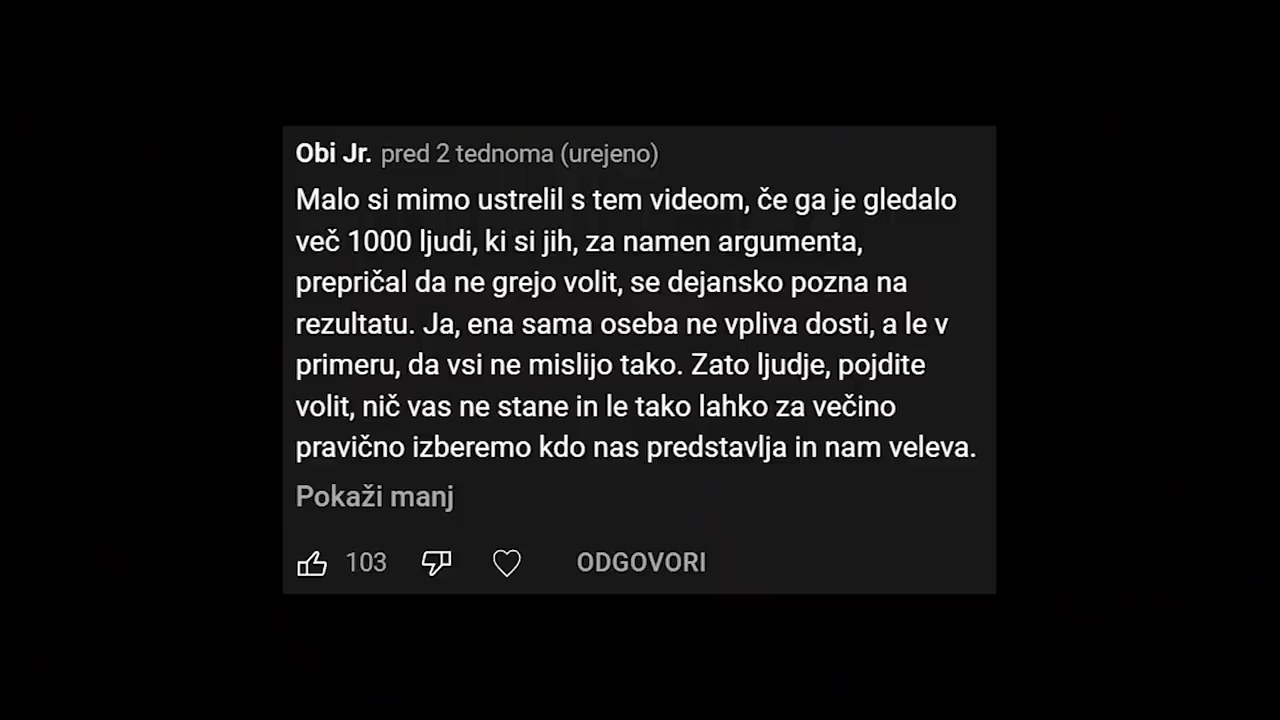 Obi Jr. pred 2 tednoma (urejeno)
Malo si mimo ustrelil s tem videom, če ga je gledalo
več 1000 ljudi, ki si jih, za namen argumenta,
prepričal da ne grejo volit, se dejansko pozna na
rezultatu. Ja, ena sama oseba ne vpliva dosti, a le v
primeru, da vsi ne mislijo tako. Zato ljudje, pojdite
volit, nič vas ne stane in le tako lahko za večino
pravično izberemo kdo nas predstavlja in nam veleva.
Pokaži manj
103 ODGOVORI